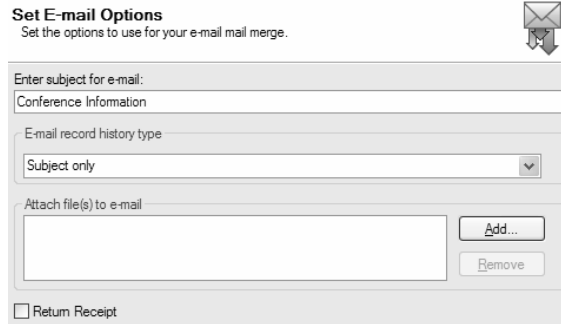 Set E-mail Options
Set the options to use for your e-mail mail merge.
Enter subject for e-mail:
Conference Information
E-mail record history type
Subject only
Attach file(s) to e-mail
Add...
Remove
Return Receipt